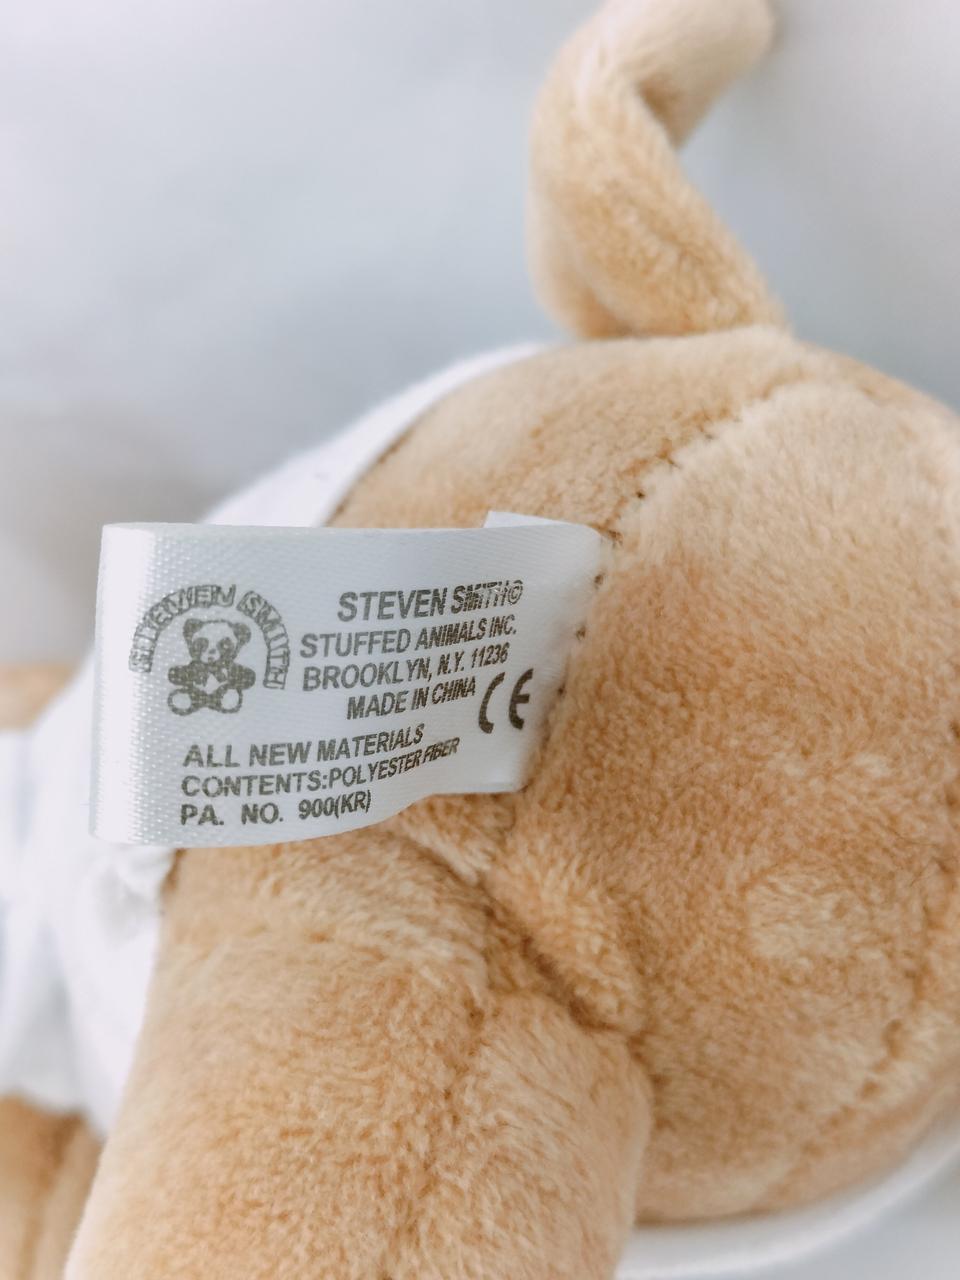 STEVEN SMITH
STEVEN SMITH©
STUFFED ANIMALS INC.
BROOKLYN, N.Y. 11236
MADE IN CHINA
CE
ALL NEW MATERIALS
CONTENTS:POLYESTER FIBER
PA. NO. 900(KR)